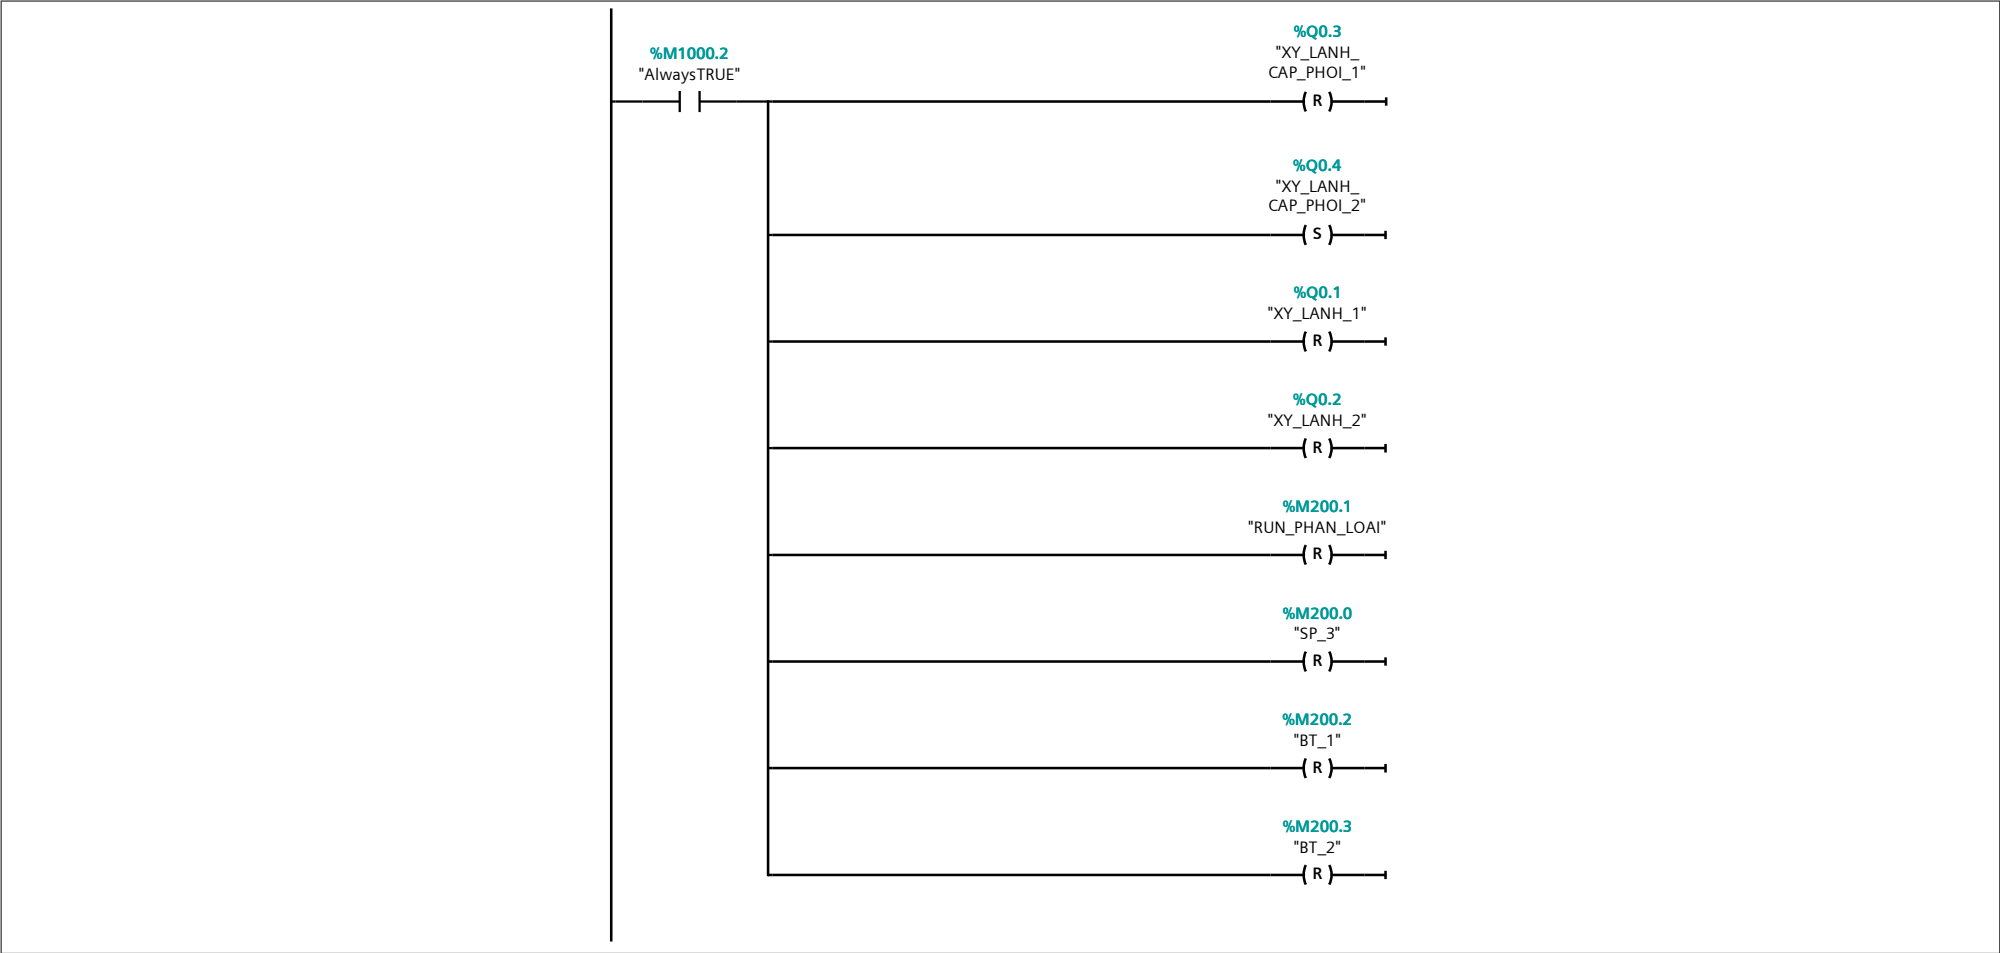 %M1000.2
"AlwaysTRUE"
%Q0.3
"XY_LANH_
CAP_PHOI_1"
R
%Q0.4
"XY_LANH_
CAP_PHOI_2"
S
%Q0.1
"XY_LANH_1"
R
%Q0.2
"XY_LANH_2"
R
%M200.1
"RUN_PHAN_LOAI"
R
%M200.0
"SP_3"
R
%M200.2
"BT_1"
R
%M200.3
"BT_2"
R